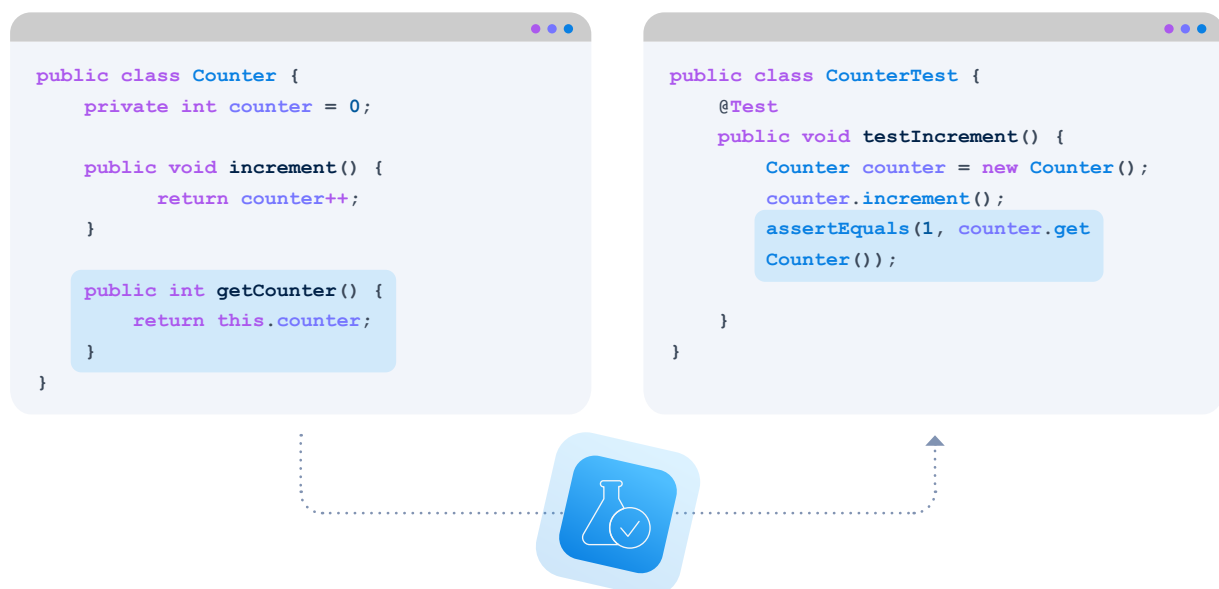 public class Counter {
private int counter = 0;
public void increment() {
return counter++;
}
public int getCounter() {
return this.counter;
}
}
public class CounterTest {
@Test
public void testIncrement() {
Counter counter = new Counter();
counter.increment();
assertEquals(1, counter.get
Counter());
}
}